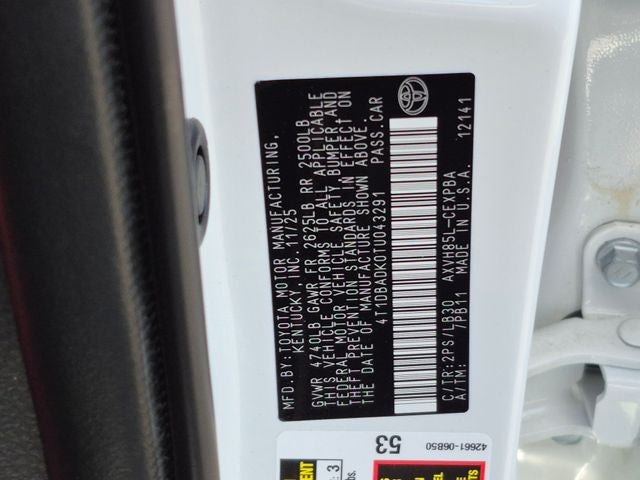 MFD.BY:TOYOTA MOTOR MANUFACTURING,
KENTUCKY, INC. 11/25
GVWR 4740LB GAWR FR 2625LB RR 2500LB
THIS VEHICLE CONFORMS TO ALL APPLICABLE
FEDERAL MOTOR VEHICLE SAFETY, BUMPER, AND
THEFT PREVENTION STANDARDS IN EFFECT ON
THE DATE OF MANUFACTURE SHOWN ABOVE.
4T1DBADK0TU043291 PASS.CAR
C/TR:2PS/LB30 AXVH85L-CEXPBA
A/TM: /PB11 MADE IN U.S.A. 12141
53
42661-06B50